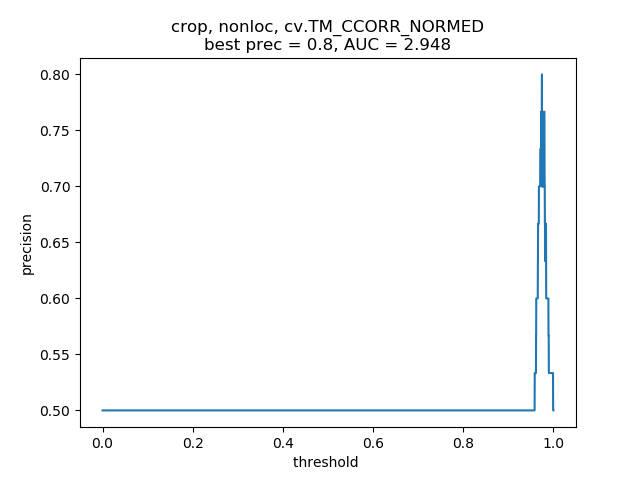 crop, nonloc, cv.TM_CCORR_NORMED
best prec = 0.8, AUC = 2.948
0.80
0.75
0.70
0.65
0.60
0.55
0.50
precision
0.0 0.2 0.4 0.6 0.8 1.0
threshold